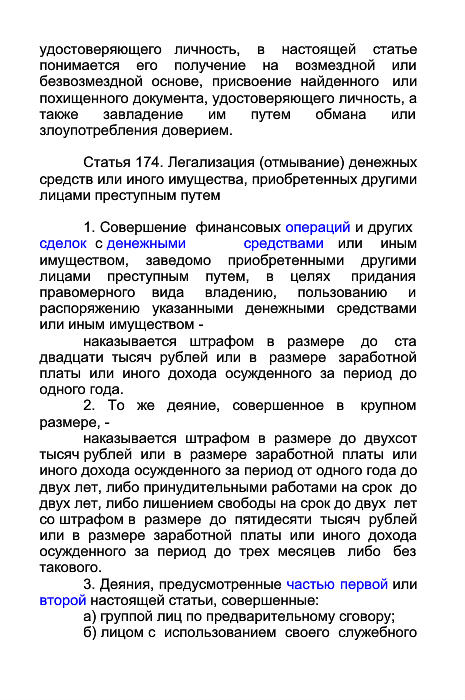 удостоверяющего личность, в настоящей статье
понимается его получение на возмездной или
безвозмездной основе, присвоение найденного или
похищенного документа, удостоверяющего личность, а
также завладение им путем обмана или
злоупотребления доверием.
Статья 174. Легализация (отмывание) денежных
средств или иного имущества, приобретенных другими
лицами преступным путем
1. Совершение финансовых операций и других
сделок с денежными средствами или иным
имуществом, заведомо приобретенными другими
лицами преступным путем, в целях придания
правомерного вида владению, пользованию и
распоряжению указанными денежными средствами
или иным имуществом -
наказывается штрафом в размере до ста
двадцати тысяч рублей или в размере заработной
платы или иного дохода осужденного за период до
одного года.
2. То же деяние, совершенное в крупном
размере, -
наказывается штрафом в размере до двухсот
тысяч рублей или в размере заработной платы или
иного дохода осужденного за период от одного года до
двух лет, либо принудительными работами на срок до
двух лет, либо лишением свободы на срок до двух лет
со штрафом в размере до пятидесяти тысяч рублей
или в размере заработной платы или иного дохода
осужденного за период до трех месяцев либо без
такового.
3. Деяния, предусмотренные частью первой или
второй настоящей статьи, совершенные:
а) группой лиц по предварительному сговору;
б) лицом с использованием своего служебного